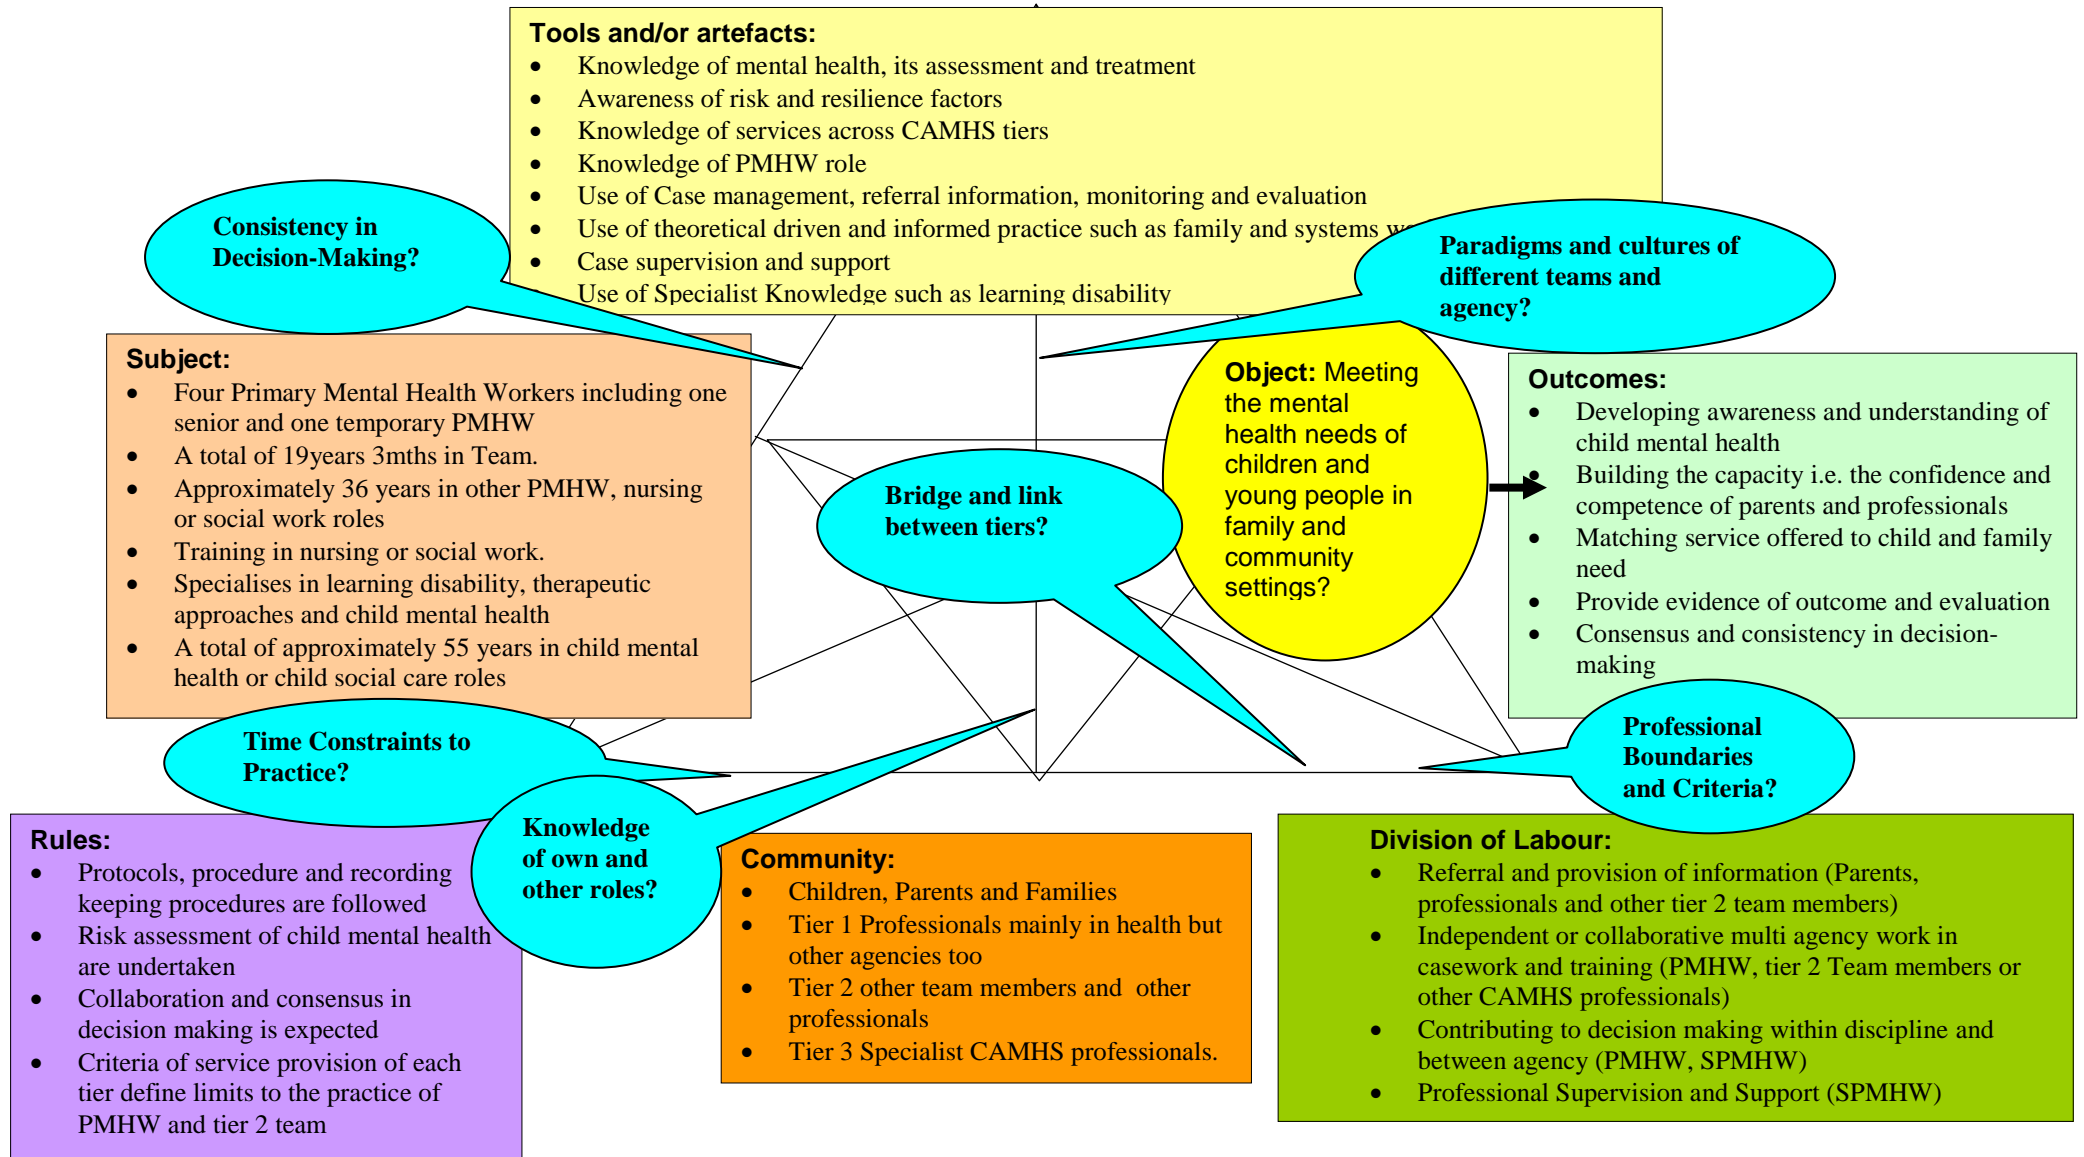 Tools and/or artefacts:
• Knowledge of mental health, its assessment and treatment
• Awareness of risk and resilience factors
• Knowledge of services across CAMHS tiers
• Knowledge of PMHW role
• Use of Case management, referral information, monitoring and evaluation
• Use of theoretical driven and informed practice such as family and systems
• Case supervision and support
• Use of Specialist Knowledge such as learning disability
Consistency in
Decision-Making?
Paradigms and cultures of
different teams and
agency?
Subject:
• Four Primary Mental Health Workers including one
senior and one temporary PMHW
• A total of 19years 3mths in Team.
• Approximately 36 years in other PMHW, nursing
or social work roles
• Training in nursing or social work.
• Specialises in learning disability, therapeutic
approaches and child mental health
• A total of approximately 55 years in child mental
health or child social care roles
Bridge and link
between tiers?
Object: Meeting
the mental
health needs of
children and
young people in
family and
community
settings?
Outcomes:
• Developing awareness and understanding of
child mental health
• Building the capacity i.e. the confidence and
competence of parents and professionals
• Matching service offered to child and family
need
• Provide evidence of outcome and evaluation
• Consensus and consistency in decision-
making
Time Constraints to
Practice?
Knowledge
of own and
other roles?
Professional
Boundaries
and Criteria?
Rules:
• Protocols, procedure and recording
keeping procedures are followed
• Risk assessment of child mental health
are undertaken
• Collaboration and consensus in
decision making is expected
• Criteria of service provision of each
tier define limits to the practice of
PMHW and tier 2 team
Community:
• Children, Parents and Families
• Tier 1 Professionals mainly in health but
other agencies too
• Tier 2 other team members and other
professionals
• Tier 3 Specialist CAMHS professionals.
Division of Labour:
• Referral and provision of information (Parents,
professionals and other tier 2 team members)
• Independent or collaborative multi agency work in
casework and training (PMHW, tier 2 Team members or
other CAMHS professionals)
• Contributing to decision making within discipline and
between agency (PMHW, SPMHW)
• Professional Supervision and Support (SPMHW)